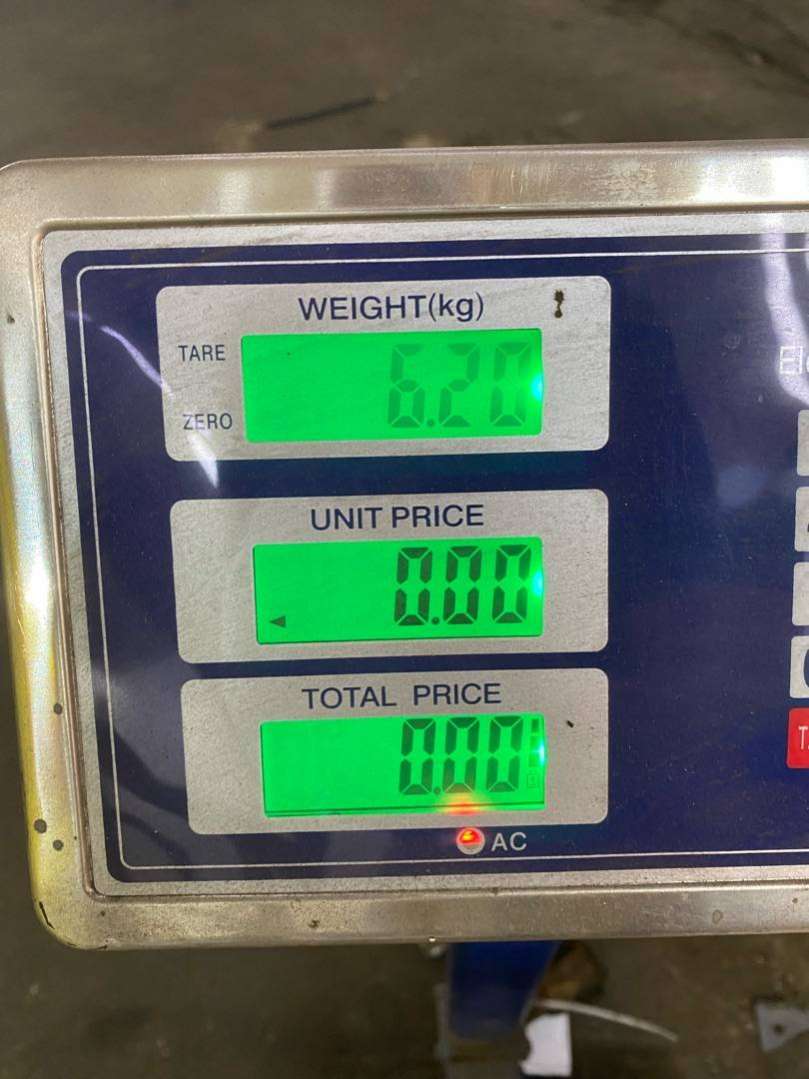 WEIGHT(kg)
TARE
6.20
ZERO
UNIT PRICE
0.00
TOTAL PRICE
0.00
AC